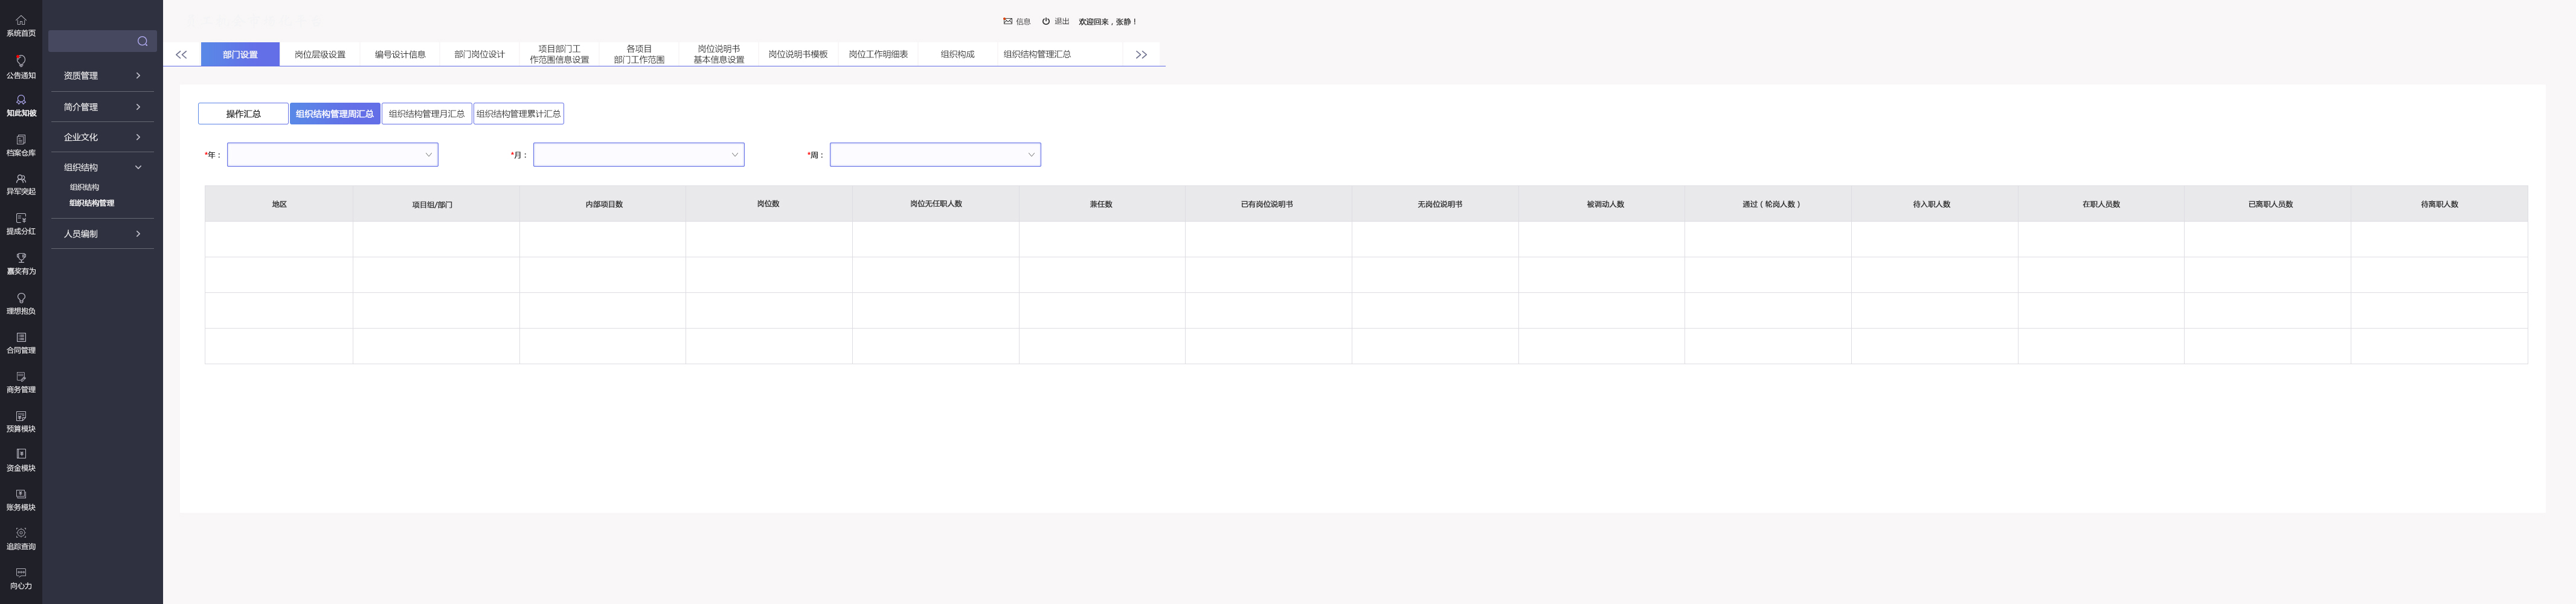 信息
退出
欢迎回来，张静！
系统首页
公告通知
知此知彼
档案仓库
异军突起
提成分红
嘉奖有为
理想抱负
合同管理
商务管理
预算模块
资金模块
账务模块
追踪查询
向心力
资质管理
简介管理
企业文化
组织结构
组织结构
组织结构管理
人员编制
部门设置
岗位层级设置
编号设计信息
部门岗位设计
项目部门工
作范围信息设置
各项目
部门工作范围
岗位说明书
基本信息设置
岗位说明书模板
岗位工作明细表
组织构成
组织结构管理汇总
操作汇总
组织结构管理周汇总
组织结构管理月汇总
组织结构管理累计汇总
*年：
*月：
*周：
地区
项目组/部门
内部项目数
岗位数
岗位无任职人数
兼任数
已有岗位说明书
无岗位说明书
被调动人数
通过（轮岗人数）
待入职人数
在职人员数
已离职人员数
待离职人数